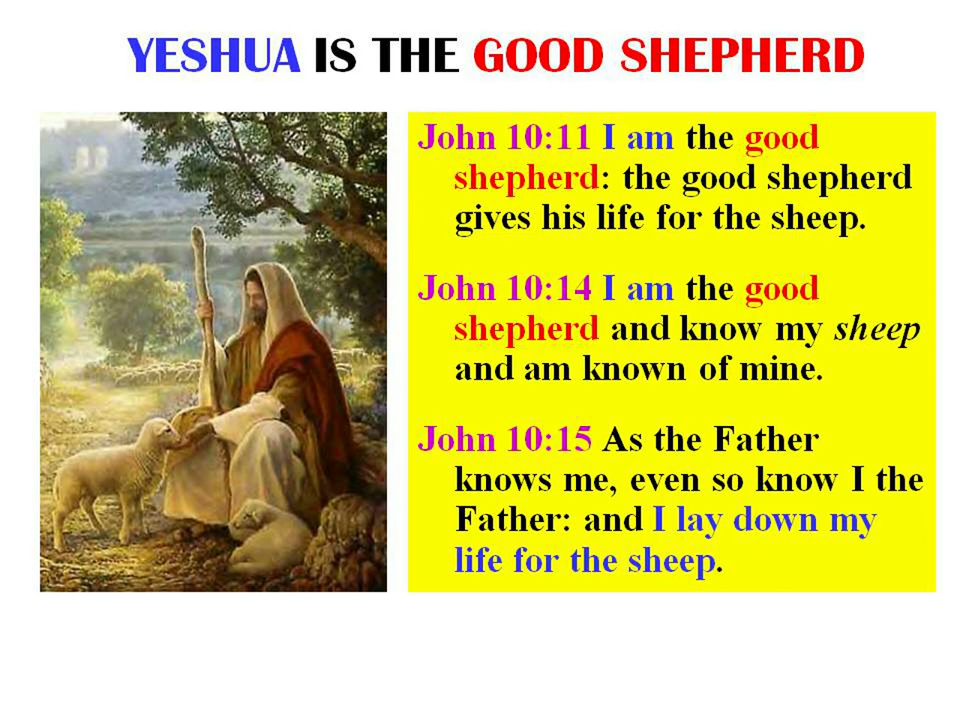 YESHUA IS THE GOOD SHEPHERD
John 10:11 I am the good
shepherd: the good shepherd
gives his life for the sheep.
John 10:14 I am the good
shepherd and know my sheep
and am known of mine.
John 10:15 As the Father
knows me, even so know I the
Father: and I lay down my
life for the sheep.